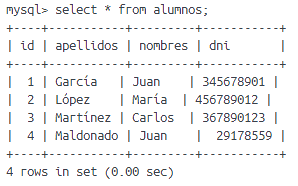 mysql> select * from alumnos;
+----+-----------+---------+-----------+
| id | apellidos | nombres | dni       |
+----+-----------+---------+-----------+
|  1 | García   | Juan    | 345678901 |
|  2 | López    | María  | 456789012 |
|  3 | Martínez | Carlos  | 367890123 |
|  4 | Maldonado | Juan    |  29178559 |
+----+-----------+---------+-----------+
4 rows in set (0.00 sec)